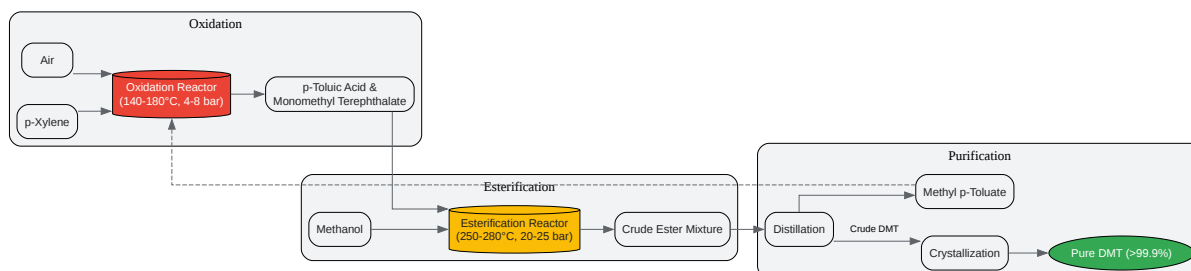 Oxidation
Air
p-Xylene
Oxidation Reactor
(140-180°C, 4-8 bar)
p-Toluic Acid &
Monomethyl Terephthalate
Esterification
Methanol
Esterification Reactor
(250-280°C, 20-25 bar)
Crude Ester Mixture
Purification
Distillation
Methyl p-Toluate
Crude DMT
Crystallization
Pure DMT (>99.9%)